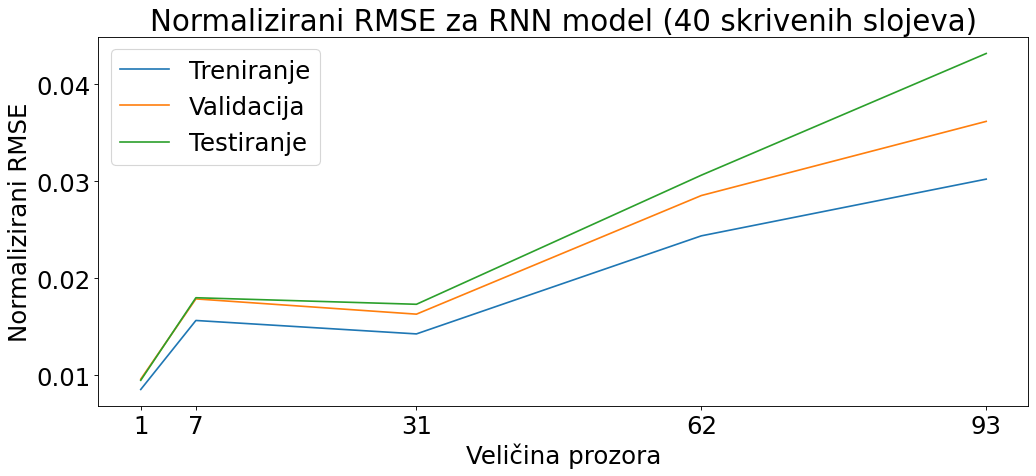 Normalizirani RMSE za RNN model (40 skrivenih slojeva)
Treniranje
Validacija
Testiranje
Normalizirani RMSE
0.04
0.03
0.02
0.01
1 7 31 62 93
Veličina prozora